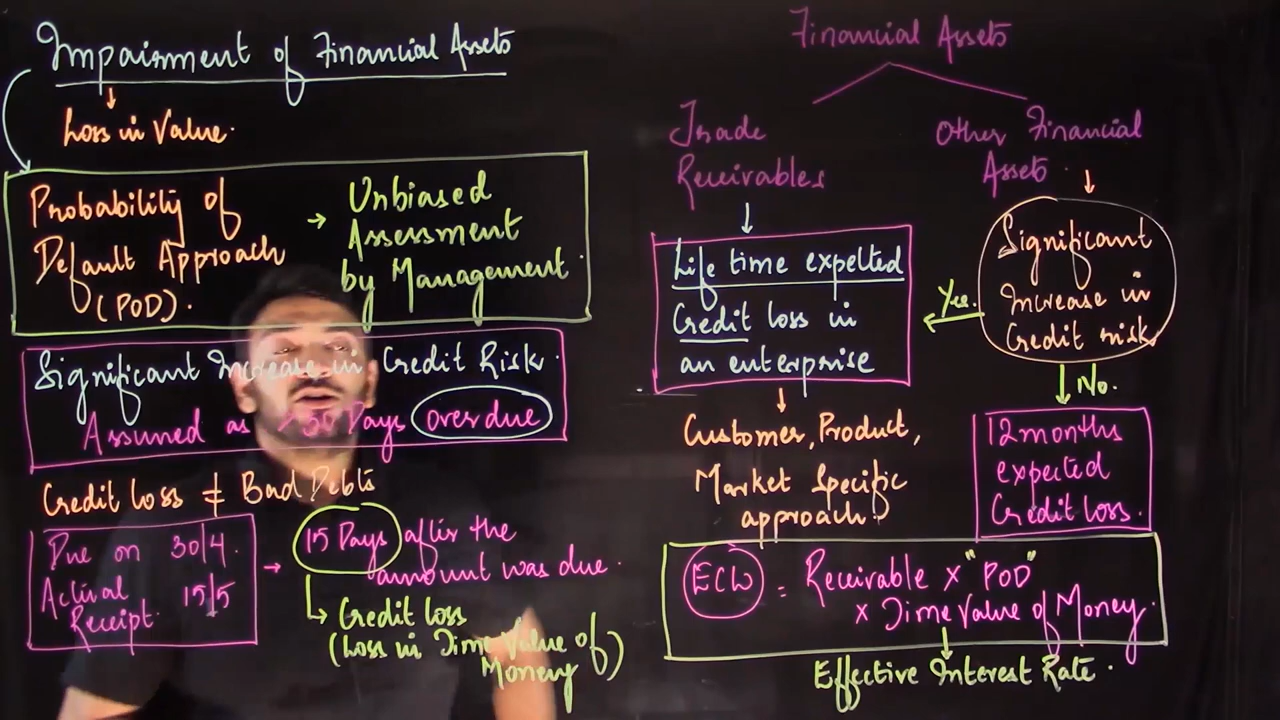 Impairment of Financial Assets
Loss in Value.
Probability of
Default Approach
(POD).
→ Unbiased
Assessment
by Management.
Significant Increase in Credit Risk.
Assumed as > 30 Days overdue
Credit loss ≠ Bad Debts
Due on 30/4.
Actual 15/5
Receipt.
→ 15 Days after the
amount was due.
Credit loss
(Loss in Time Value of
Money)
Financial Assets
Trade
Receivables
Other Financial
Assets.
Life time expected
Credit loss in
an enterprise
Yes.
Significant
Increase in
Credit risk
No.
Customer, Product,
Market Specific
approach.
12 months
expected
Credit loss.
ECL = Receivable x "POD"
x Time Value of Money.
Effective Interest Rate.